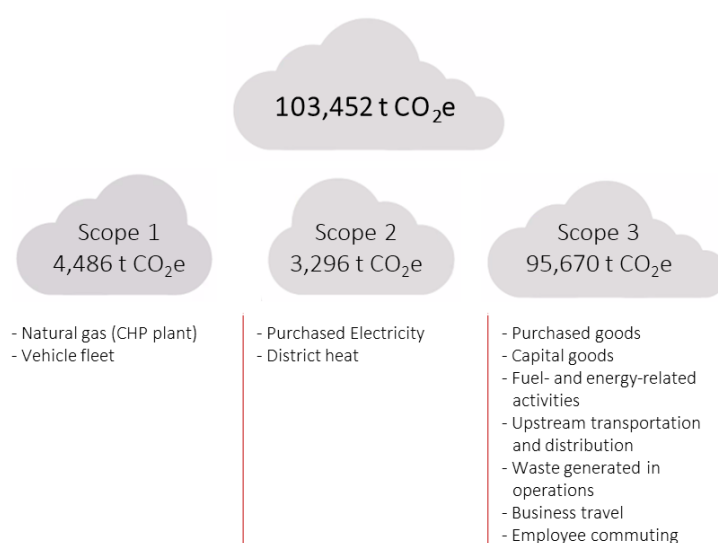 103,452 t CO₂e
Scope 1
4,486 t CO₂e
Scope 2
3,296 t CO₂e
Scope 3
95,670 t CO₂e
- Natural gas (CHP plant)
- Vehicle fleet
- Purchased Electricity
- District heat
- Purchased goods
- Capital goods
- Fuel- and energy-related
activities
- Upstream transportation
and distribution
- Waste generated in
operations
- Business travel
- Employee commuting